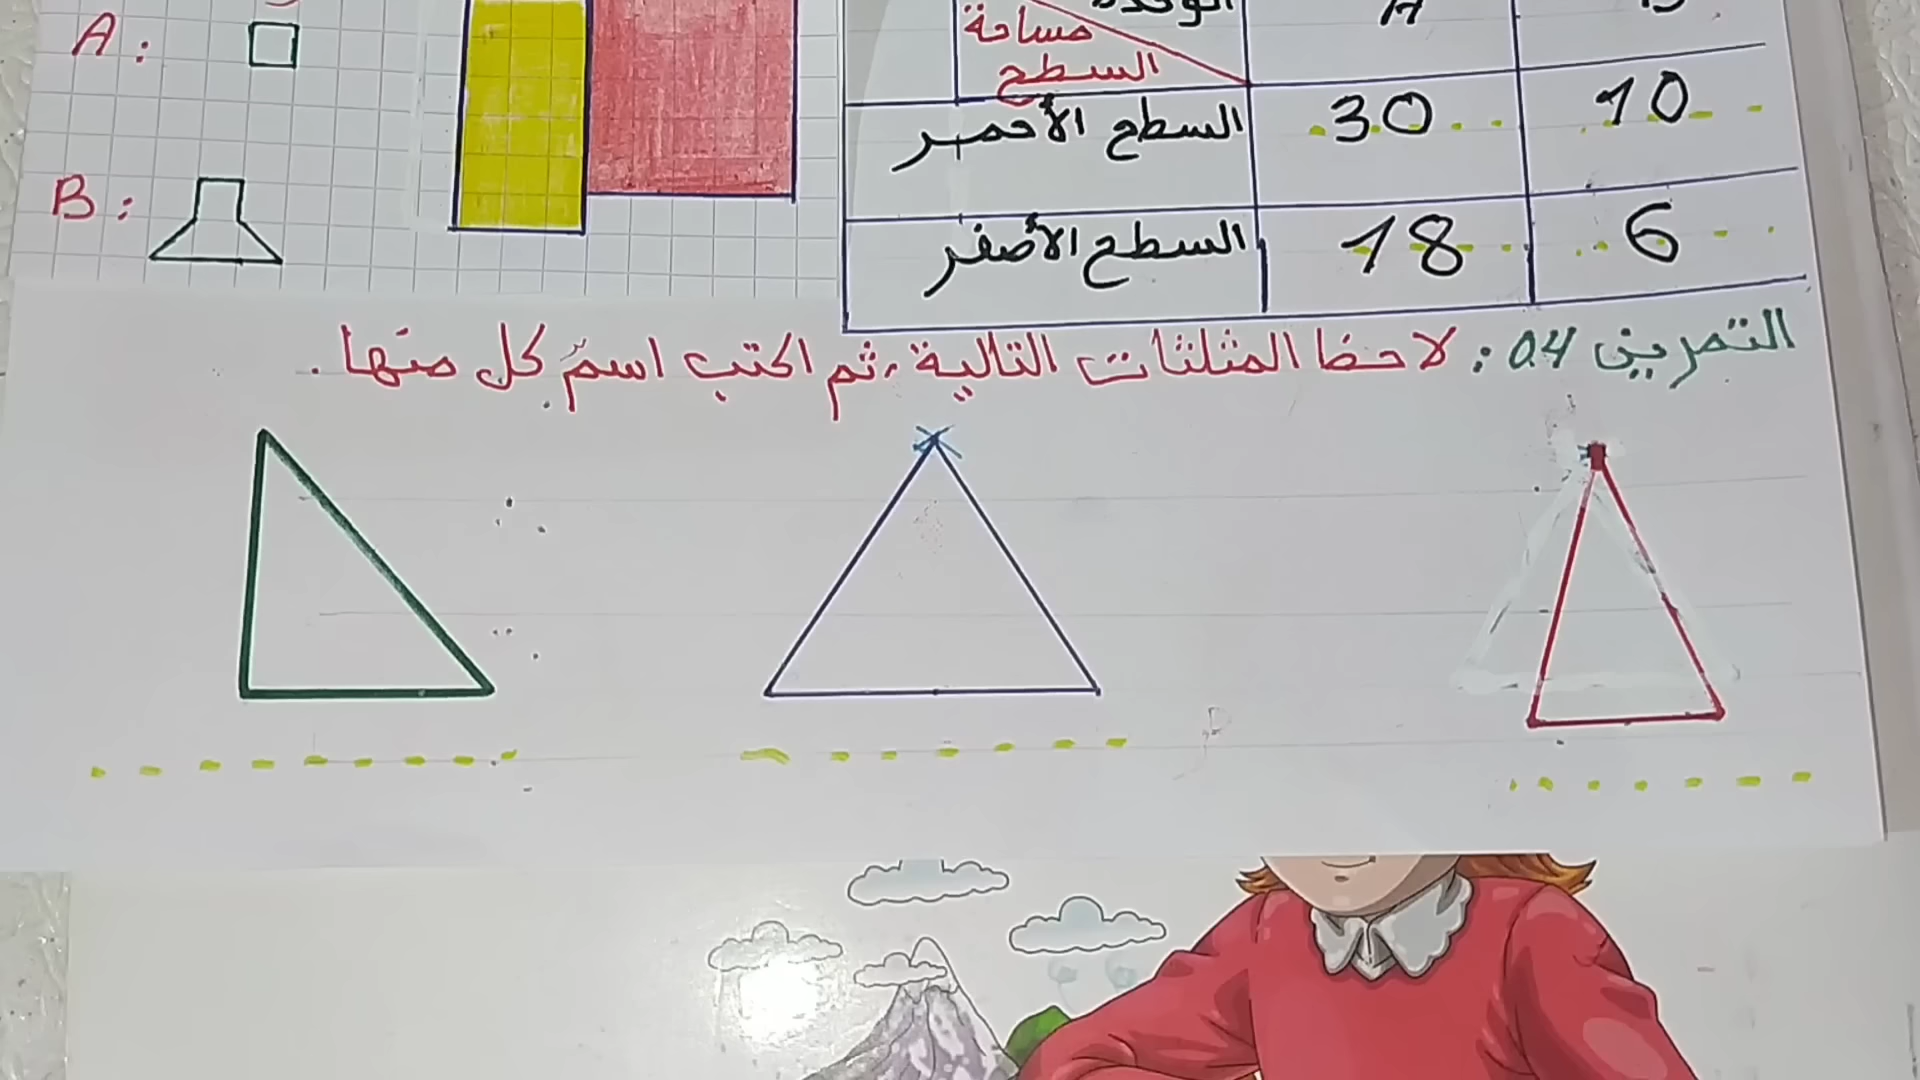 A:
B:
الوحدة A B
مساحة
السطح
السطح الأحمر 30 10
السطح الأصفر 18 6
التمرين 04: لاحظ المثلثات التالية، ثم اكتب اسم كل منها.